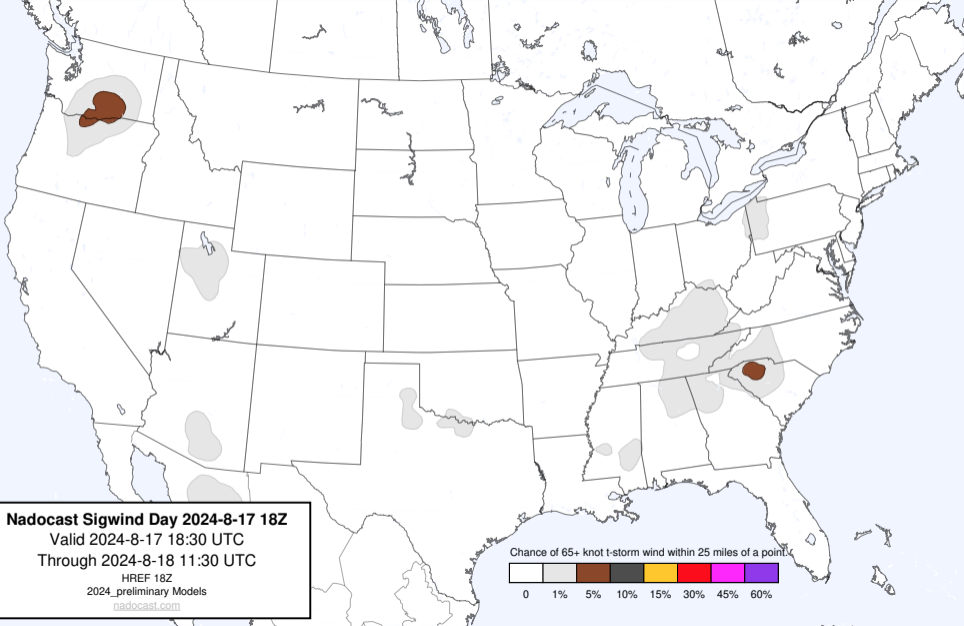 Nadocast Sigwind Day 2024-8-17 18Z
Valid 2024-8-17 18:30 UTC
Through 2024-8-18 11:30 UTC
HREF 18Z
2024_preliminary Models
nadocast.com
Chance of 65+ knot t-storm wind within 25 miles of a point.
0 1% 5% 10% 15% 30% 45% 60%